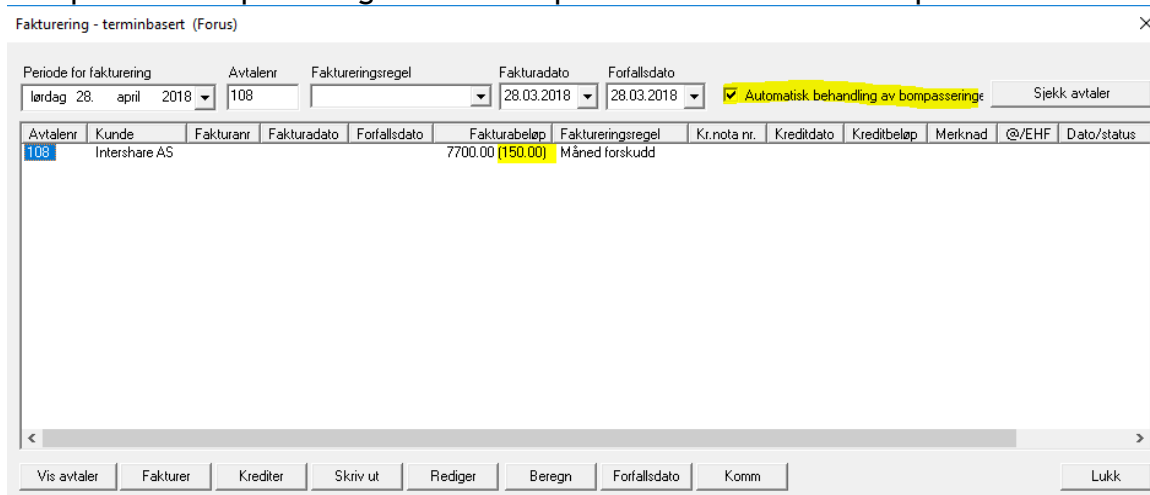 Fakturering - terminbasert (Forus)
Periode for fakturering Avtalenr Faktureringsregel Fakturadato Forfallsdato
lørdag 28. april 2018 108 28.03.2018 28.03.2018 Automatisk behandling av bompasseringe Sjekk avtaler
Avtalenr Kunde Fakturanr Fakturadato Forfallsdato Fakturabeløp Faktureringsregel Kr.nota nr. Kreditdato Kreditbeløp Merknad @/EHF Dato/status
108 Intershare AS 7700.00 (150.00) Måned forskudd
Vis avtaler Fakturer Krediter Skriv ut Rediger Beregn Forfallsdato Komm Lukk